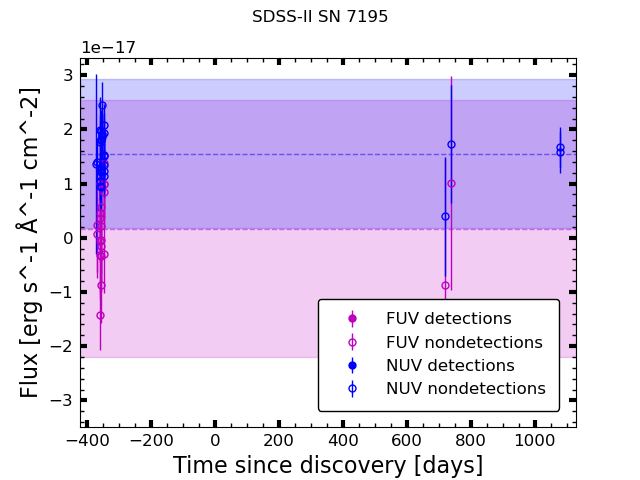 SDSS-II SN 7195
1e−17
3
2
1
0
−1
−2
−3
Flux [erg s^-1 Å^-1 cm^-2]
FUV detections
FUV nondetections
NUV detections
NUV nondetections
−400 −200 0 200 400 600 800 1000
Time since discovery [days]